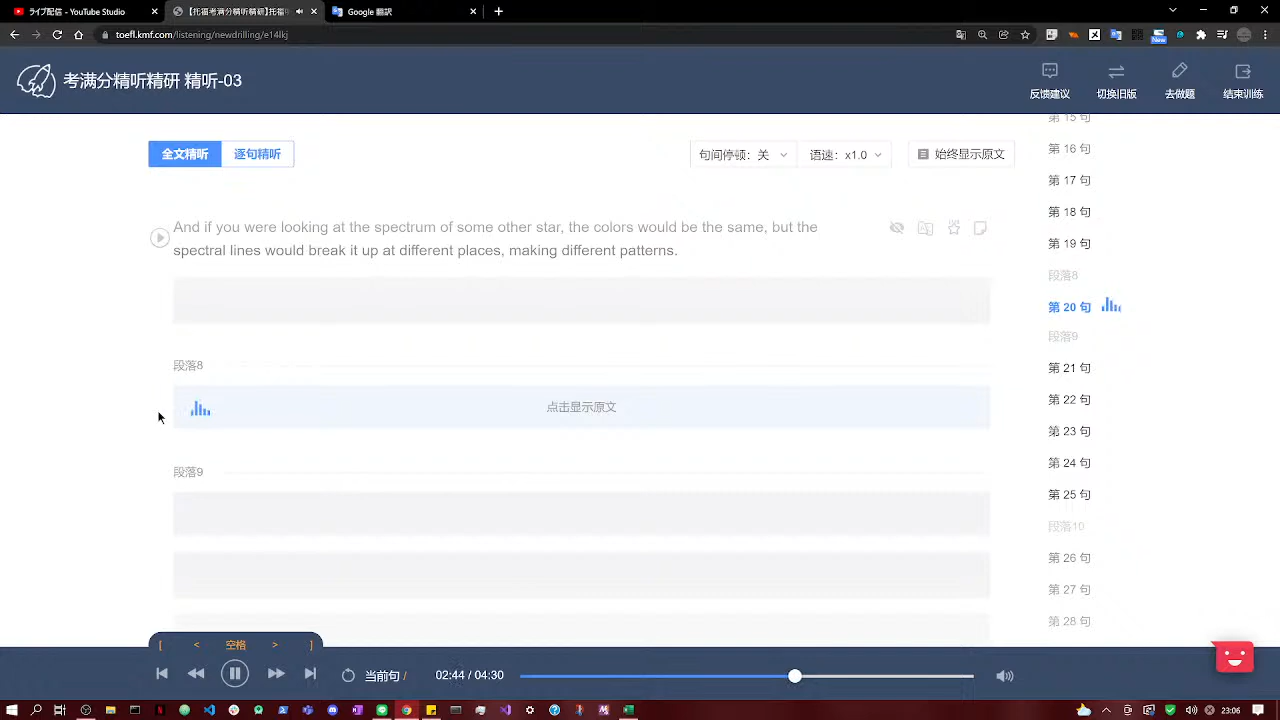 ライブ配信 - YouTube Studio
【托福考满分精听精研】托福听
Google 翻訳
toefl.kmf.com/listening/newdrilling/e14lkj
New
考满分精听精研 精听-03
反馈建议
切换旧版
去做题
结束训练
全文精听
逐句精听
句间停顿：关
语速：x1.0
始终显示原文
And if you were looking at the spectrum of some other star, the colors would be the same, but the
spectral lines would break it up at different places, making different patterns.
段落8
点击显示原文
段落9
第 15 句
第 16 句
第 17 句
第 18 句
第 19 句
段落8
第 20 句
段落9
第 21 句
第 22 句
第 23 句
第 24 句
第 25 句
段落10
第 26 句
第 27 句
第 28 句
[ < 空格 > ]
当前句 /
02:44 / 04:30
23:06